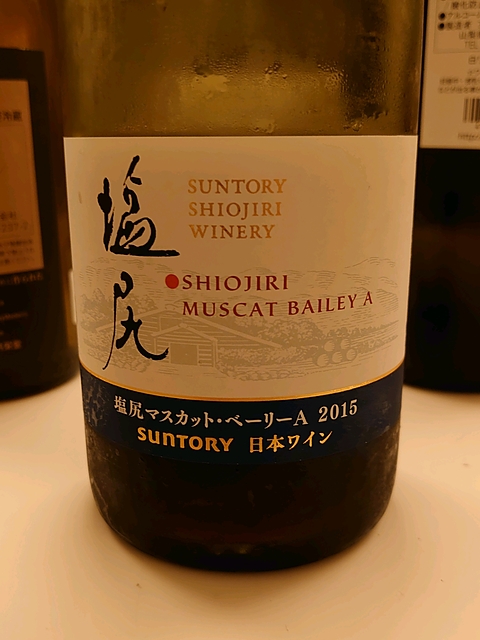 塩尻
SUNTORY
SHIOJIRI
WINERY
SHIOJIRI
MUSCAT BAILEY A
塩尻マスカット・ベーリーA 2015
SUNTORY 日本ワイン